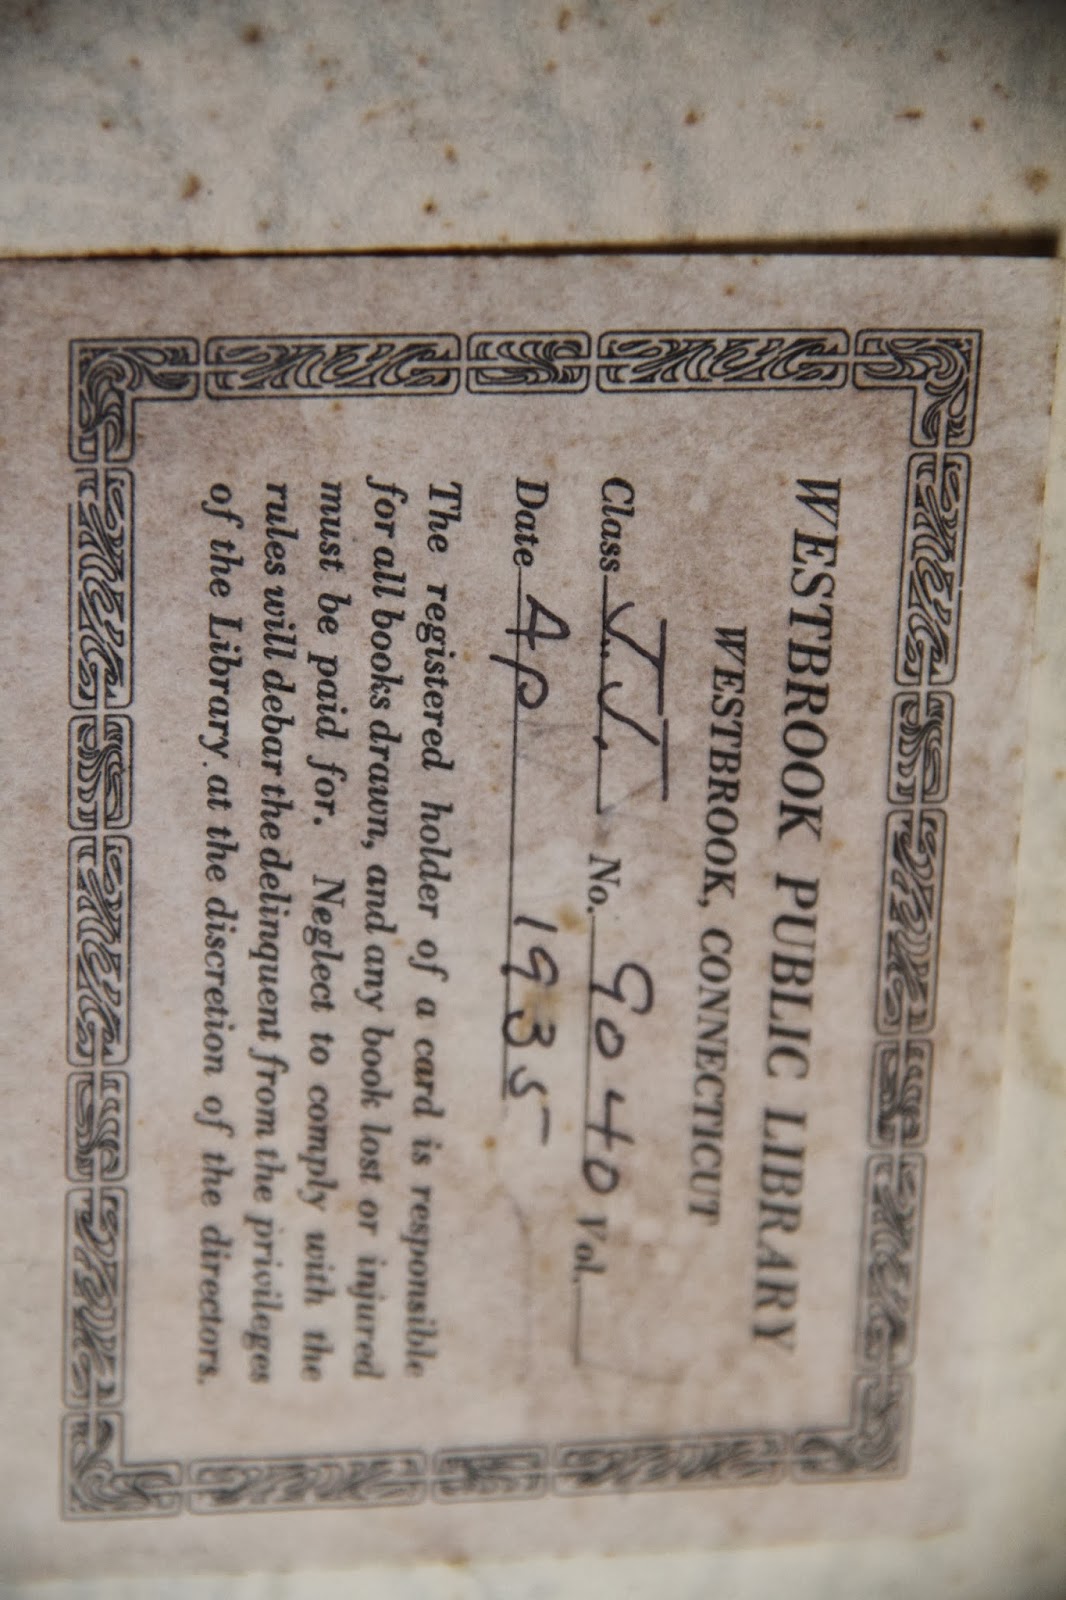 WESTBROOK PUBLIC LIBRARY
WESTBROOK, CONNECTICUT
Class J.J. No. 9040 Vol.
Date Ap 1935
The registered holder of a card is responsible
for all books drawn, and any book lost or injured
must be paid for. Neglect to comply with the
rules will debar the delinquent from the privileges
of the Library at the discretion of the directors.